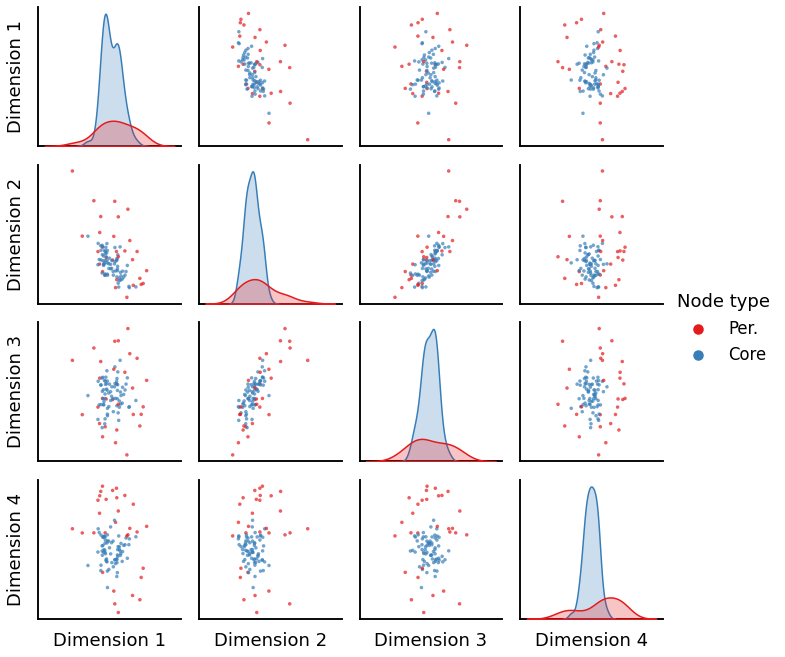 Dimension 1
Dimension 2
Dimension 3
Dimension 4
Dimension 1
Dimension 2
Dimension 3
Dimension 4
Node type
Per.
Core